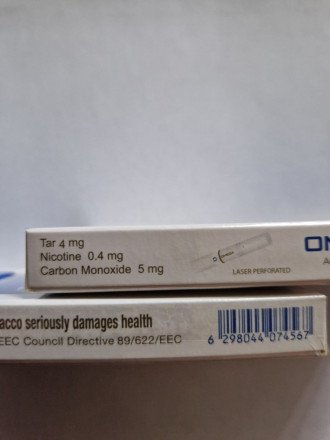 Tar 4 mg
Nicotine 0.4 mg
Carbon Monoxide 5 mg
LASER PERFORATED
ON
acco seriously damages health
EEC Council Directive 89/622/EEC
6 298044 074567